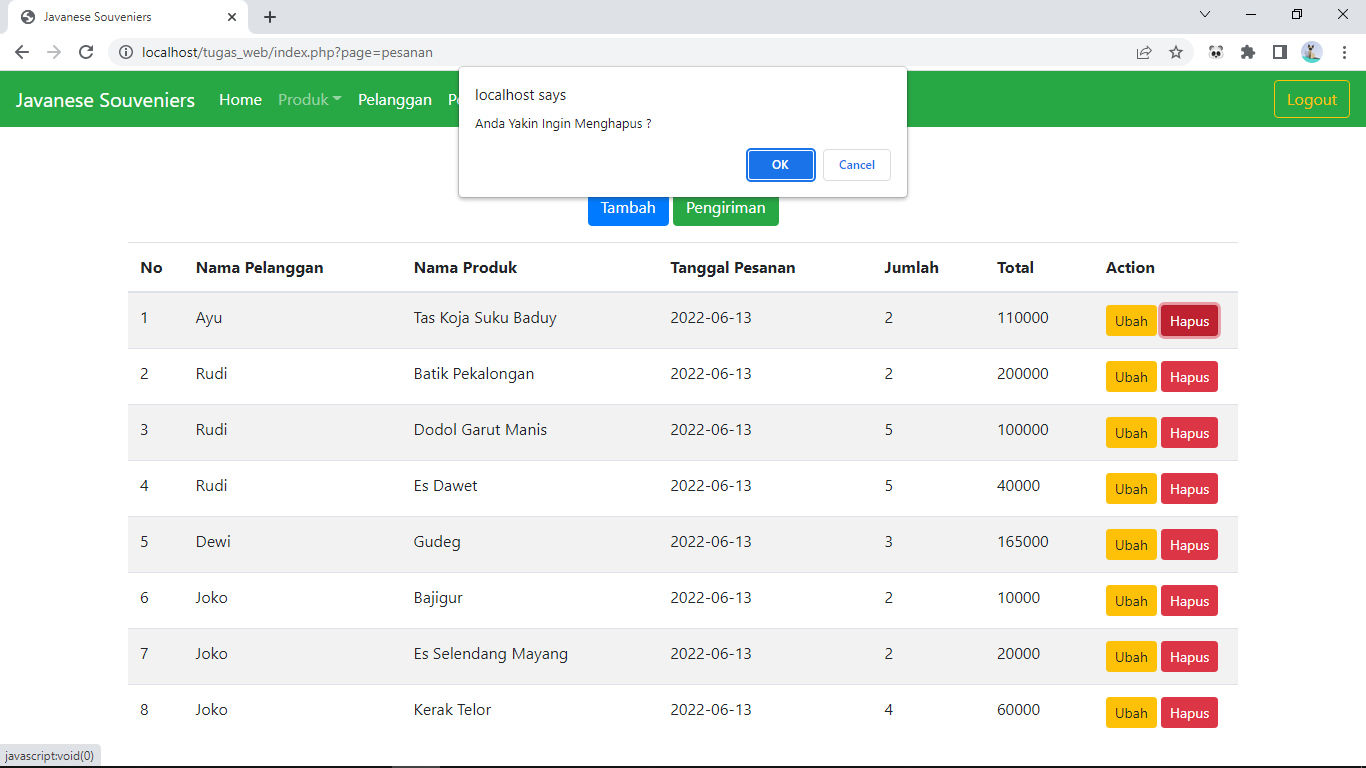 Javanese Souveniers
localhost/tugas_web/index.php?page=pesanan
localhost says
Anda Yakin Ingin Menghapus ?
OK Cancel
Javanese Souveniers Home Produk Pelanggan Logout
Tambah Pengiriman
No Nama Pelanggan Nama Produk Tanggal Pesanan Jumlah Total Action
1 Ayu Tas Koja Suku Baduy 2022-06-13 2 110000 Ubah Hapus
2 Rudi Batik Pekalongan 2022-06-13 2 200000 Ubah Hapus
3 Rudi Dodol Garut Manis 2022-06-13 5 100000 Ubah Hapus
4 Rudi Es Dawet 2022-06-13 5 40000 Ubah Hapus
5 Dewi Gudeg 2022-06-13 3 165000 Ubah Hapus
6 Joko Bajigur 2022-06-13 2 10000 Ubah Hapus
7 Joko Es Selendang Mayang 2022-06-13 2 20000 Ubah Hapus
8 Joko Kerak Telor 2022-06-13 4 60000 Ubah Hapus
javascript:void(0)